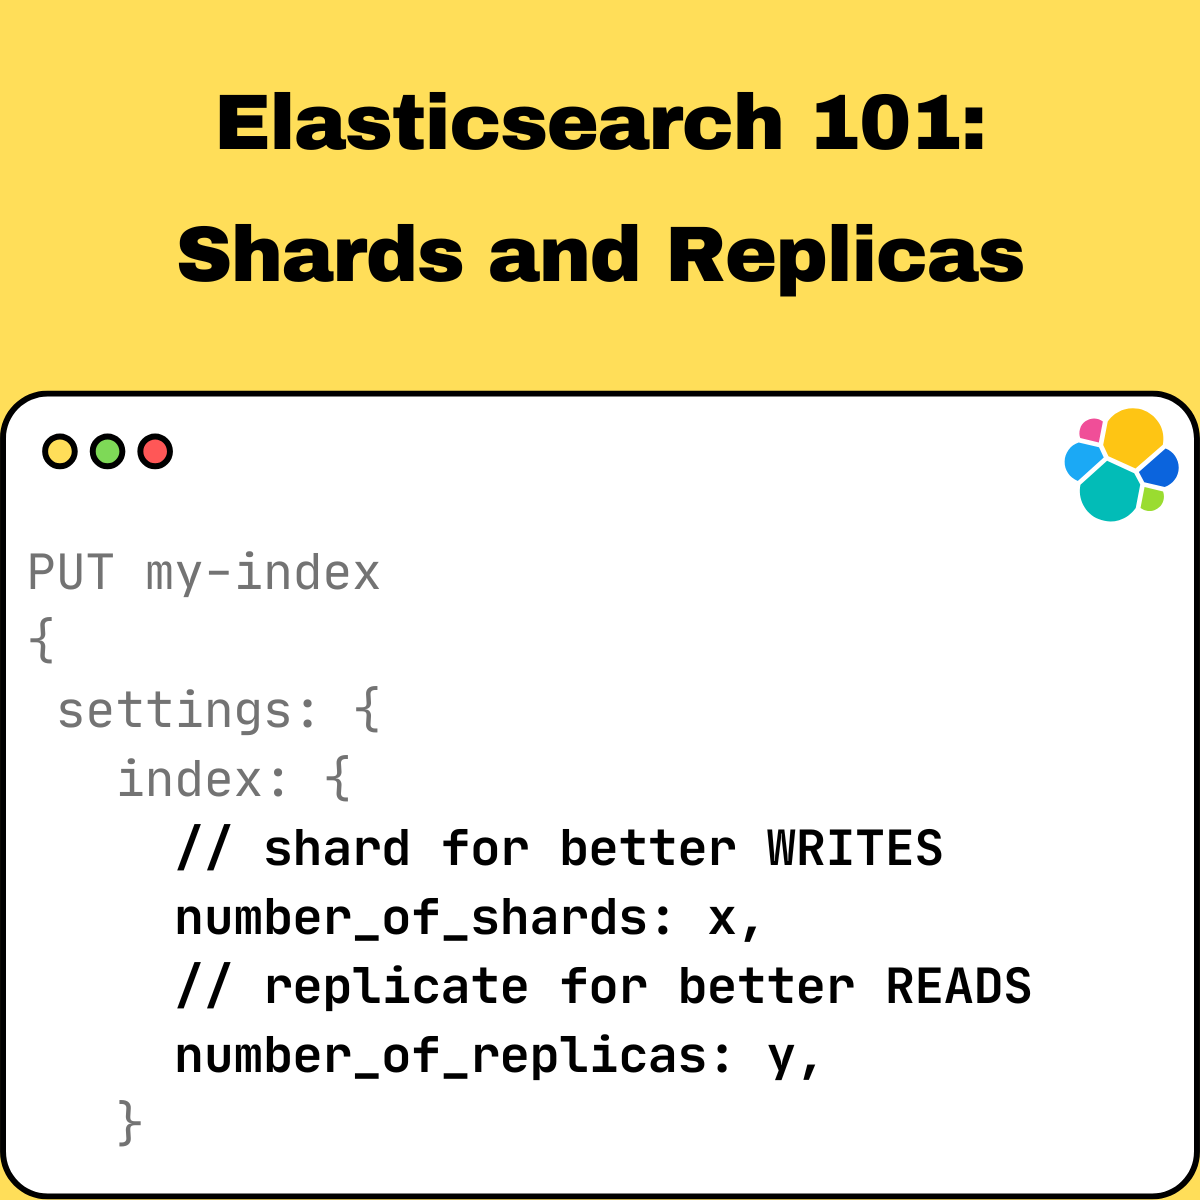 Elasticsearch 101:
Shards and Replicas
PUT my-index
{
 settings: {
   index: {
     // shard for better WRITES
     number_of_shards: x,
     // replicate for better READS
     number_of_replicas: y,
   }